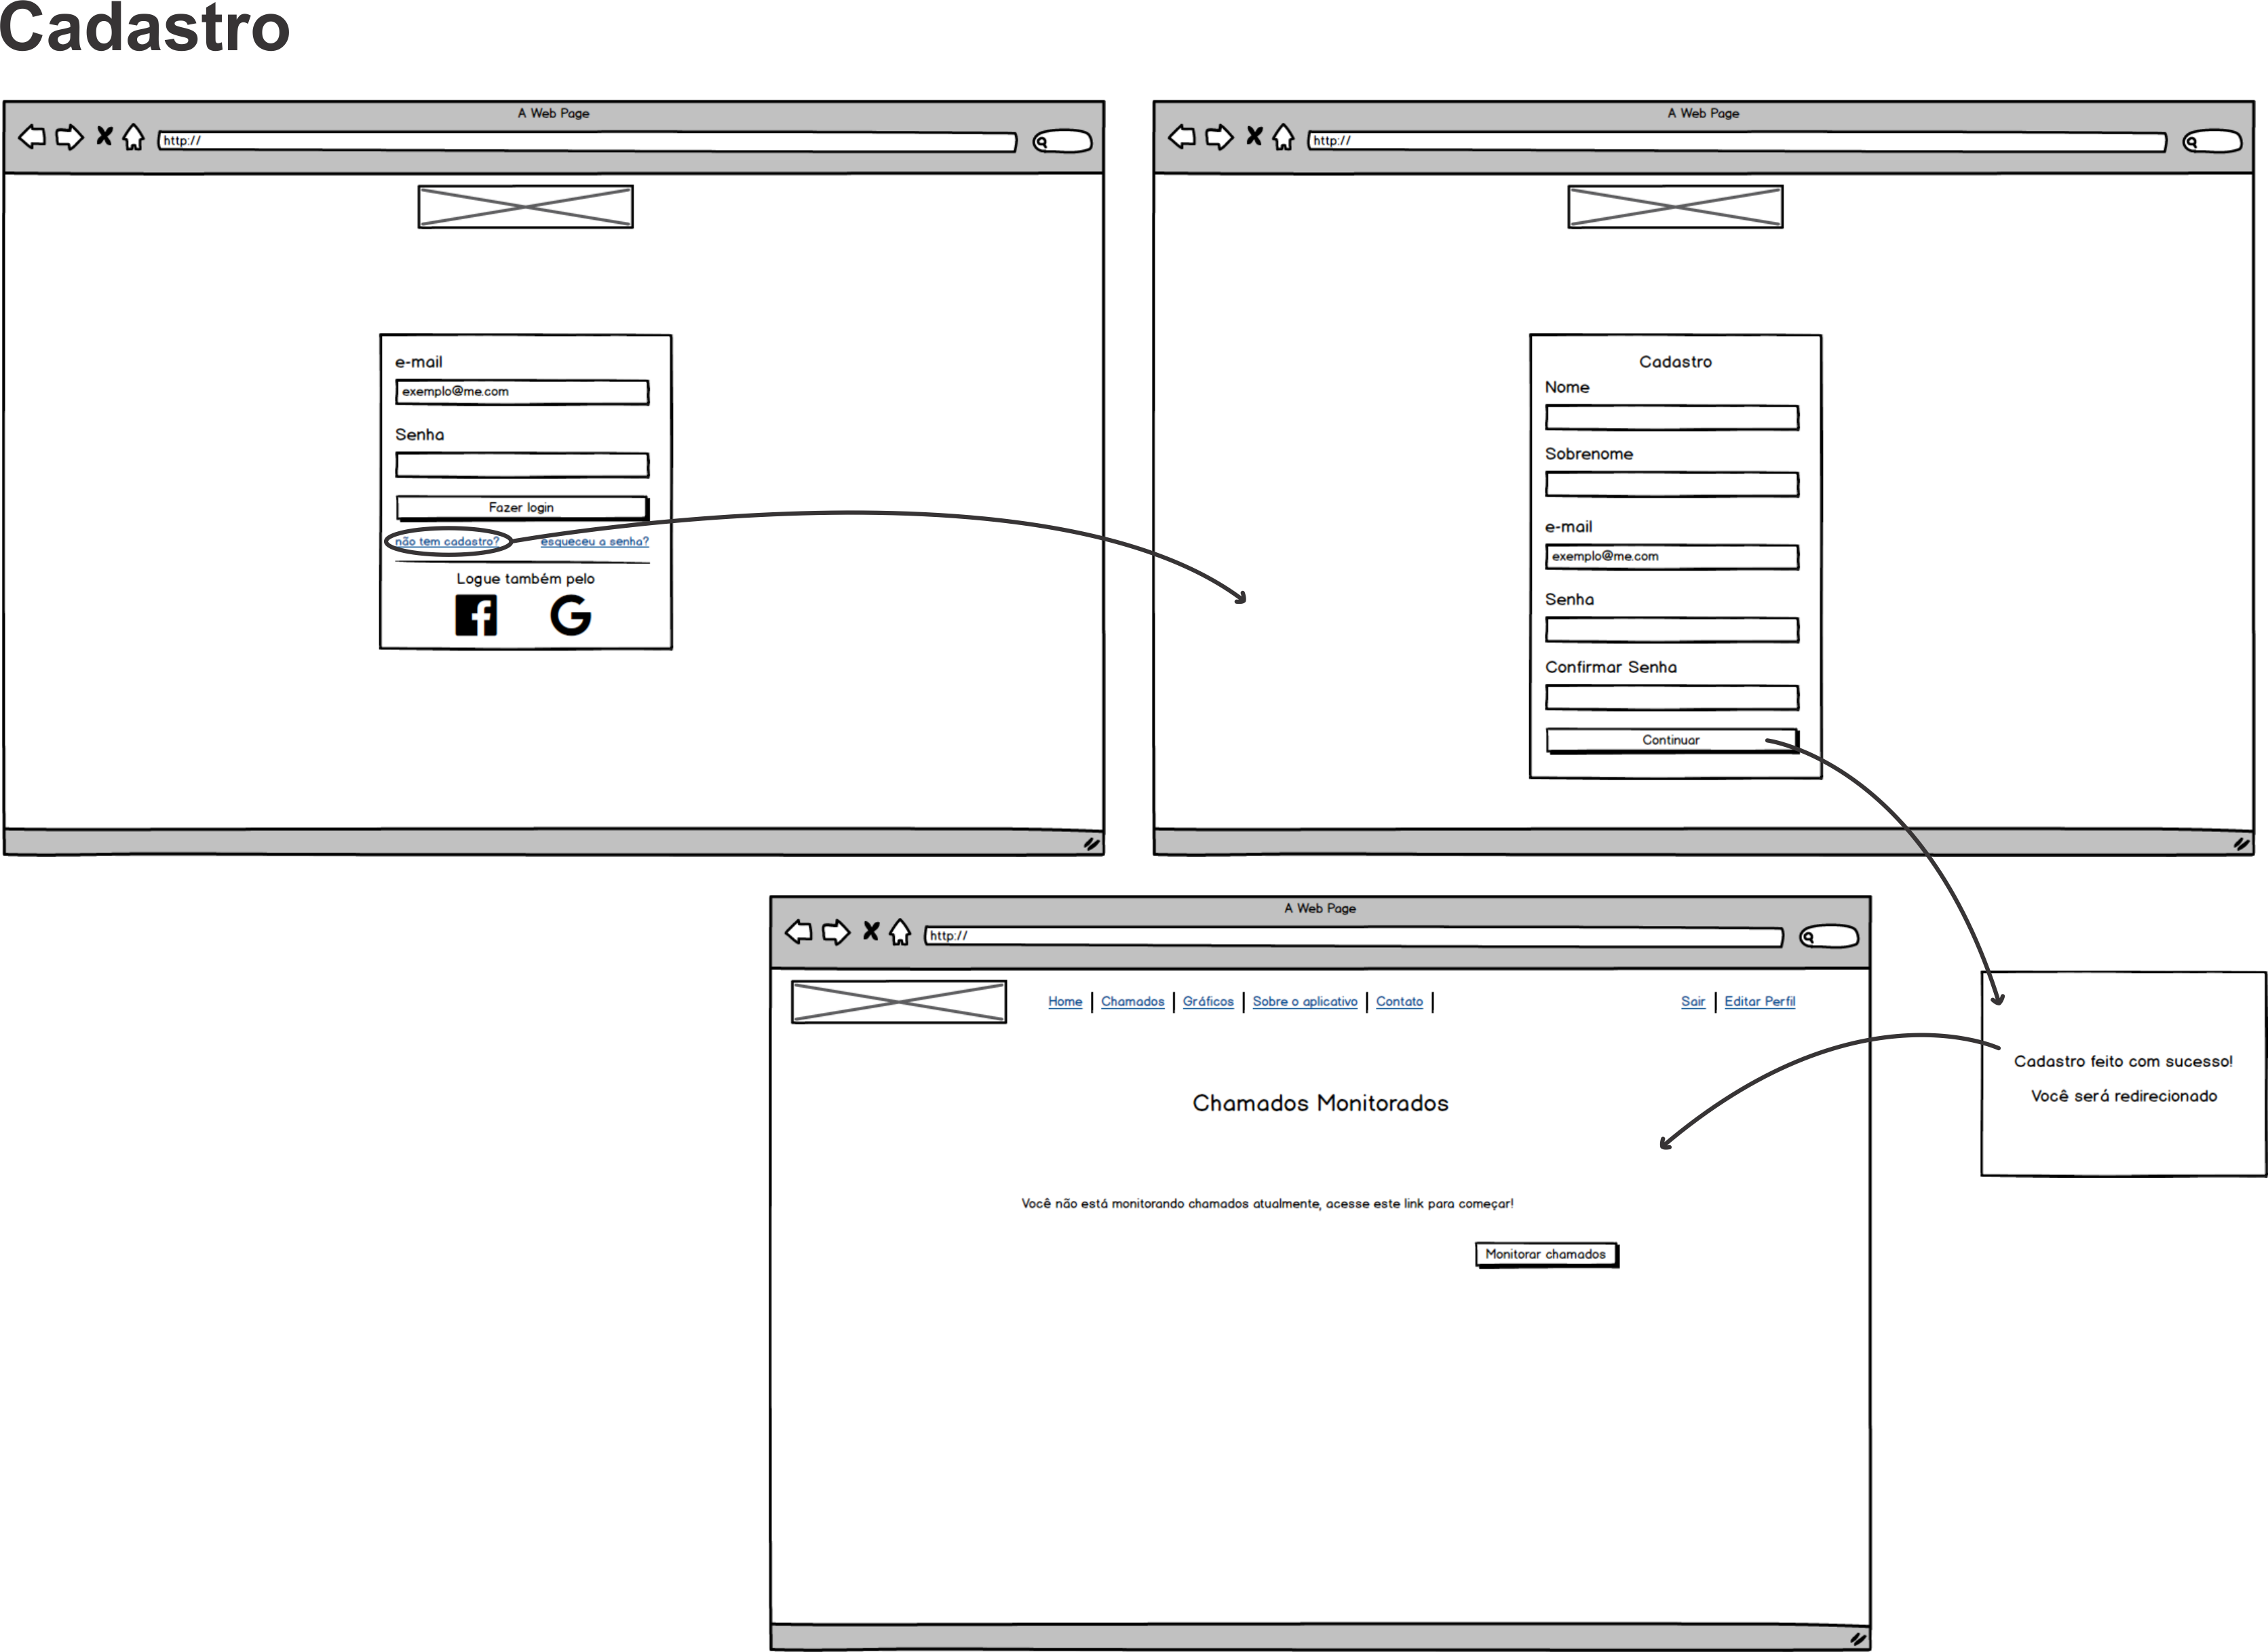 Cadastro
A Web Page
http://
e-mail
exemplo@me.com
Senha
Fazer login
não tem cadastro? esqueceu a senha?
Logue também pelo
A Web Page
http://
Cadastro
Nome
Sobrenome
e-mail
exemplo@me.com
Senha
Confirmar Senha
Continuar
Cadastro feito com sucesso!
Você será redirecionado
A Web Page
http://
Home | Chamados | Gráficos | Sobre o aplicativo | Contato | Sair | Editar Perfil
Chamados Monitorados
Você não está monitorando chamados atualmente, acesse este link para começar!
Monitorar chamados